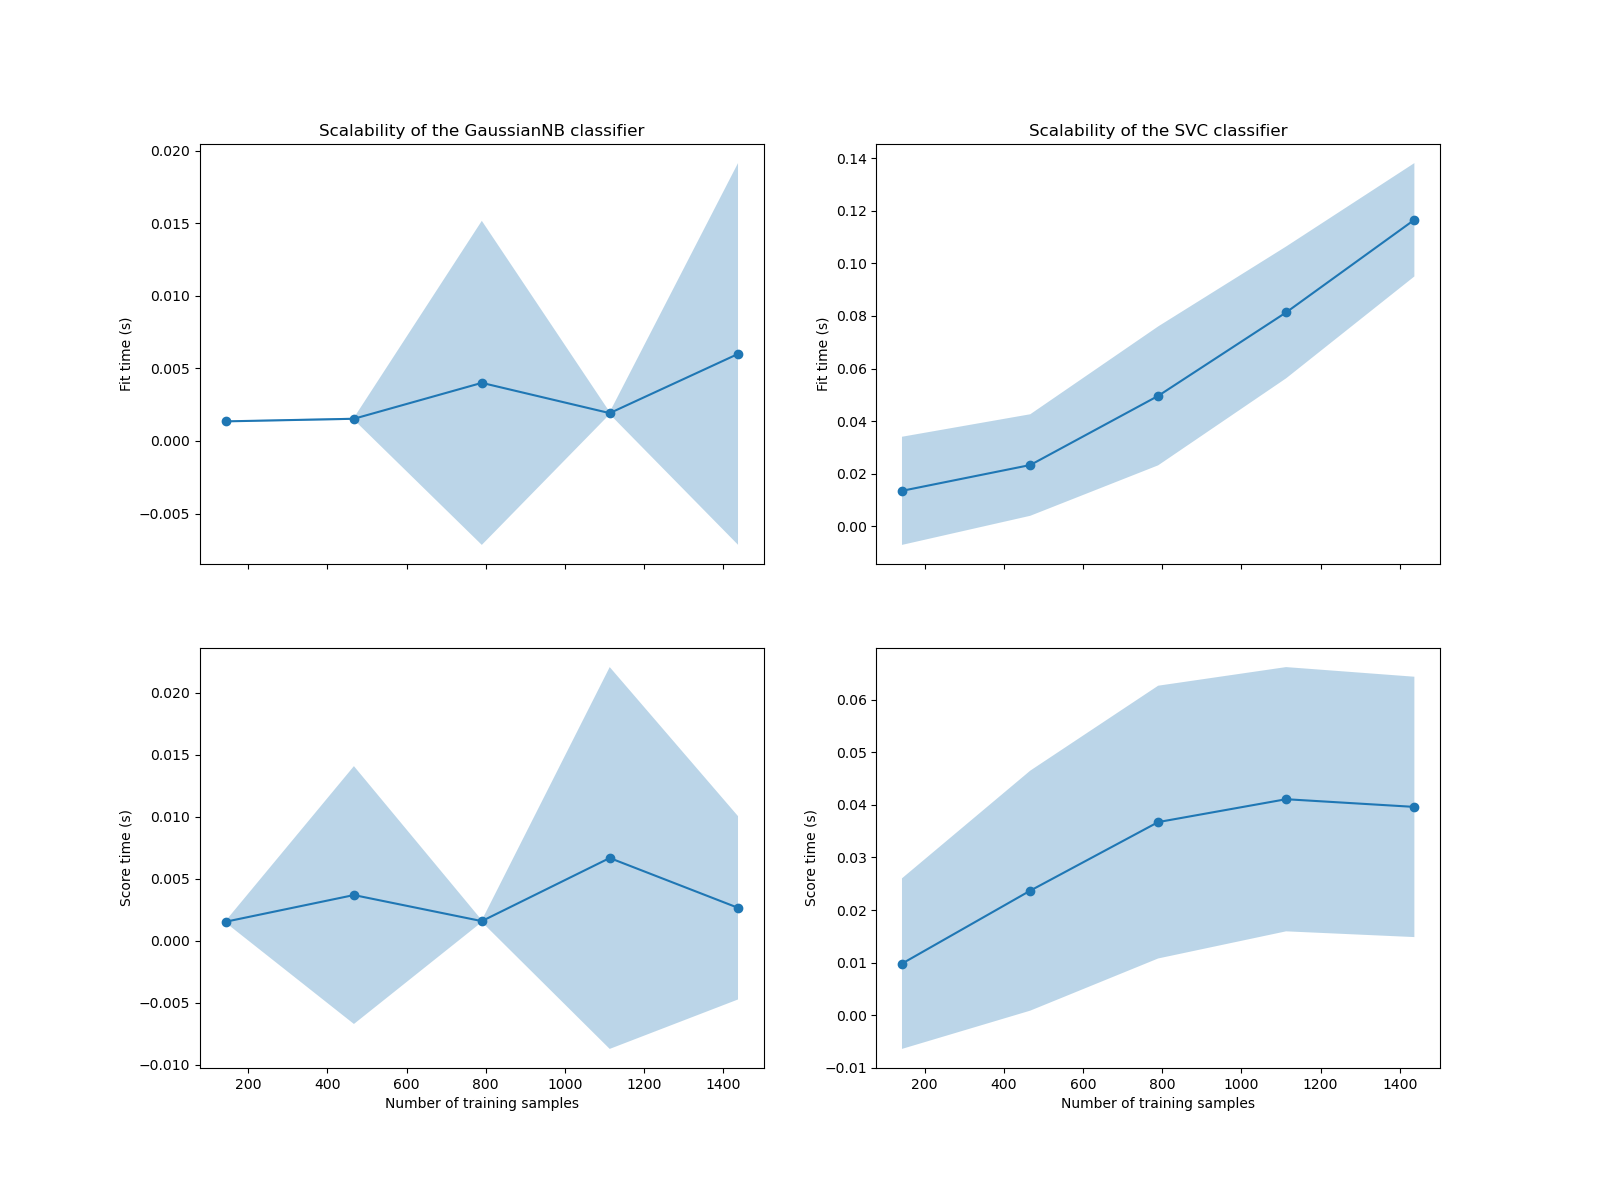 Scalability of the GaussianNB classifier
0.020
0.015
0.010
0.005
0.000
−0.005
Fit time (s)
Scalability of the SVC classifier
0.14
0.12
0.10
0.08
0.06
0.04
0.02
0.00
Fit time (s)
0.020
0.015
0.010
0.005
0.000
−0.005
−0.010
Score time (s)
200 400 600 800 1000 1200 1400
Number of training samples
0.06
0.05
0.04
0.03
0.02
0.01
0.00
−0.01
Score time (s)
200 400 600 800 1000 1200 1400
Number of training samples